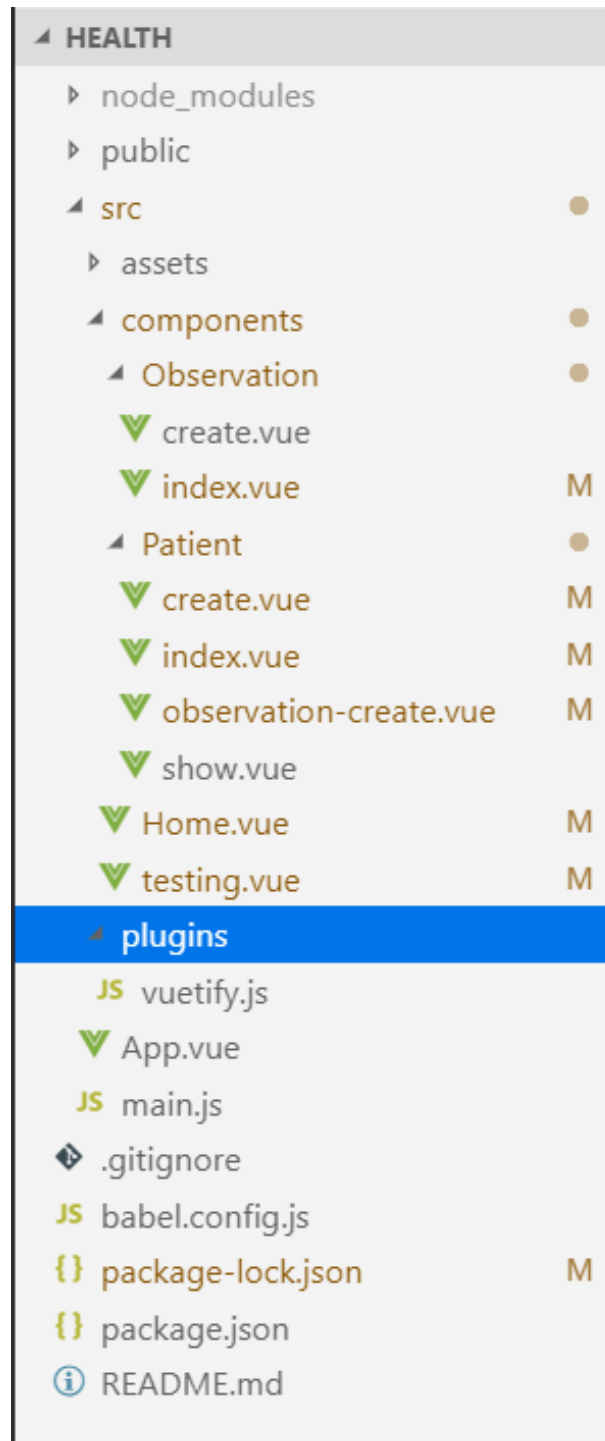 HEALTH
node_modules
public
src
assets
components
Observation
create.vue
index.vue M
Patient
create.vue M
index.vue M
observation-create.vue M
show.vue
Home.vue M
testing.vue M
plugins
JS vuetify.js
App.vue
JS main.js
.gitignore
JS babel.config.js
{} package-lock.json M
{} package.json
README.md